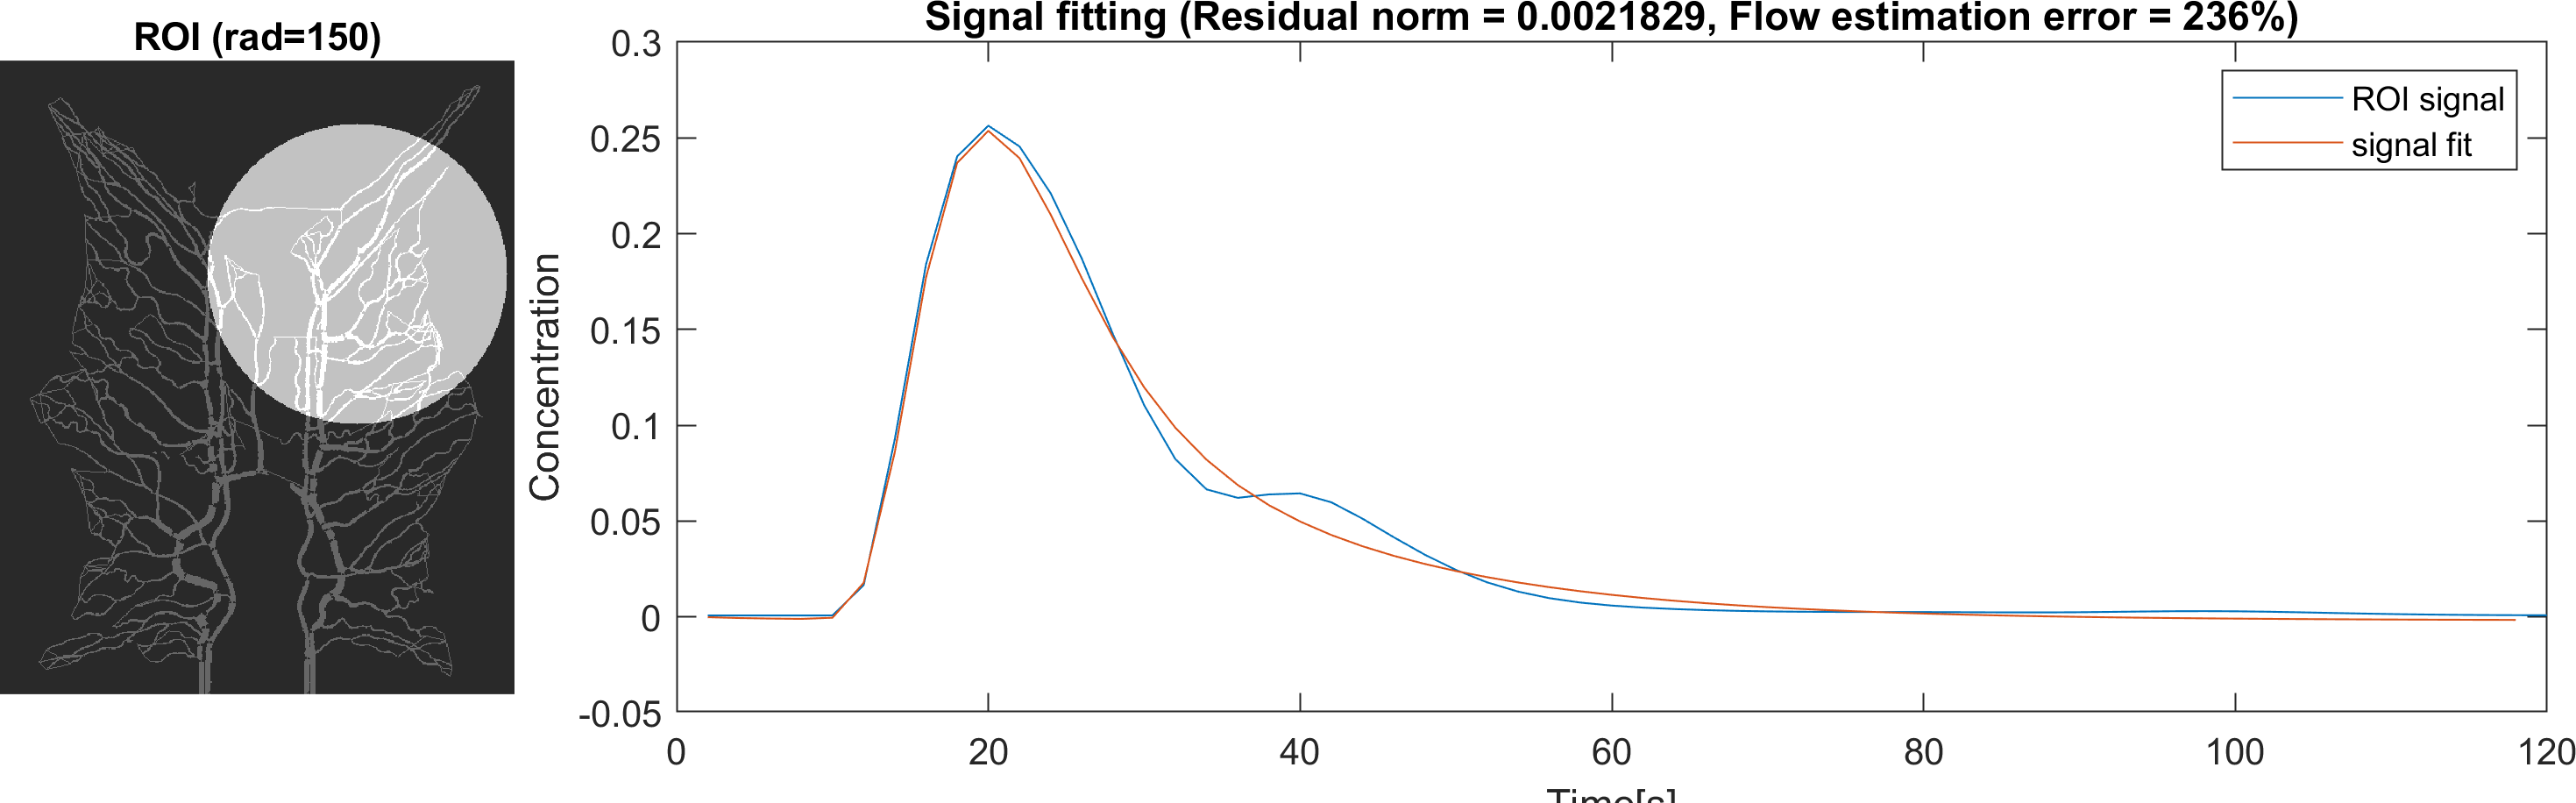 ROI (rad=150)
Signal fitting (Residual norm = 0.0021829, Flow estimation error = 236%)
0.3
0.25
0.2
0.15
0.1
0.05
0
-0.05
Concentration
ROI signal
signal fit
0 20 40 60 80 100 120
Time[s]